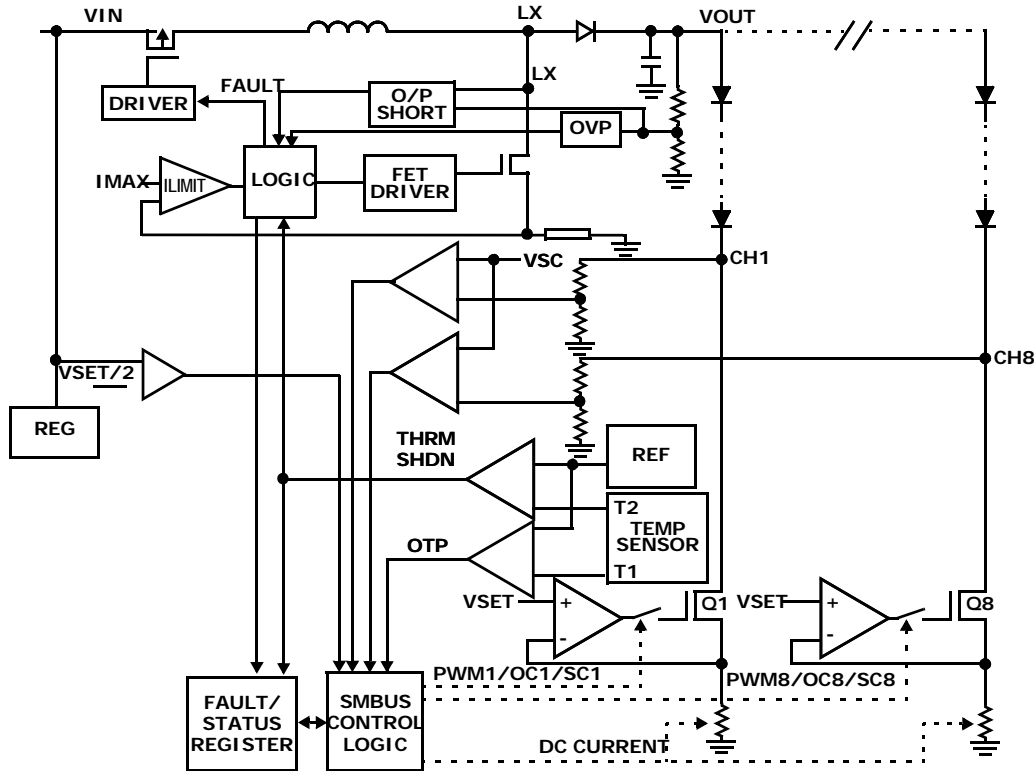 VIN
LX
VOUT
LX
FAULT
DRIVER
O/P
SHORT
OVP
IMAX
ILIMIT
LOGIC
FET
DRIVER
VSC
CH1
VSET/2
CH8
REG
THRM
SHDN
REF
T2
TEMP
SENSOR
T1
OTP
VSET
+
-
Q1
VSET
+
-
Q8
PWM1/OC1/SC1
PWM8/OC8/SC8
FAULT/
STATUS
REGISTER
SMBUS
CONTROL
LOGIC
DC CURRENT